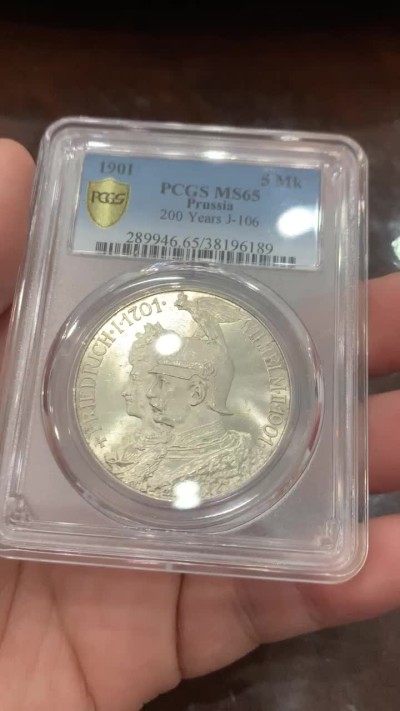 1901 5 Mk
PCGS MS65
Prussia
200 Years J-106
289946.65/38196189
PCGS
FRIEDRICH·I·1701· WILHELM·II·1901